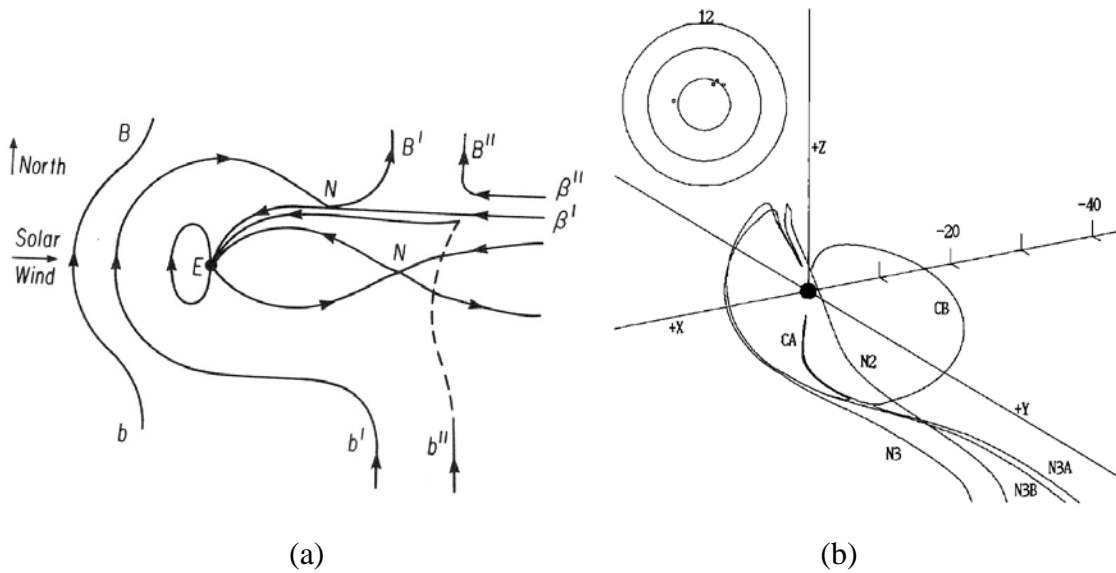 B
North
B'
B''
N
β''
β'
Solar
Wind
E
N
b
b'
b''
(a)
12
+Z
-40
-20
CB
+X
CA
N2
+Y
N3
N3A
N3B
(b)